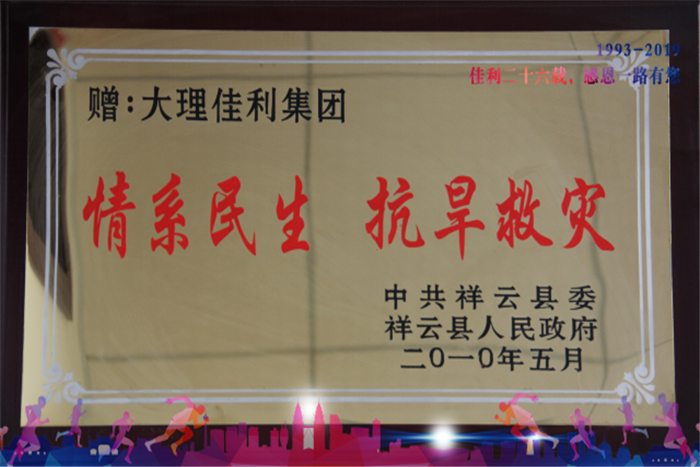 1993-2019
佳利二十六载，感恩一路有您
赠:大理佳利集团
情系民生 抗旱救灾
中共祥云县委
祥云县人民政府
二〇一〇年五月